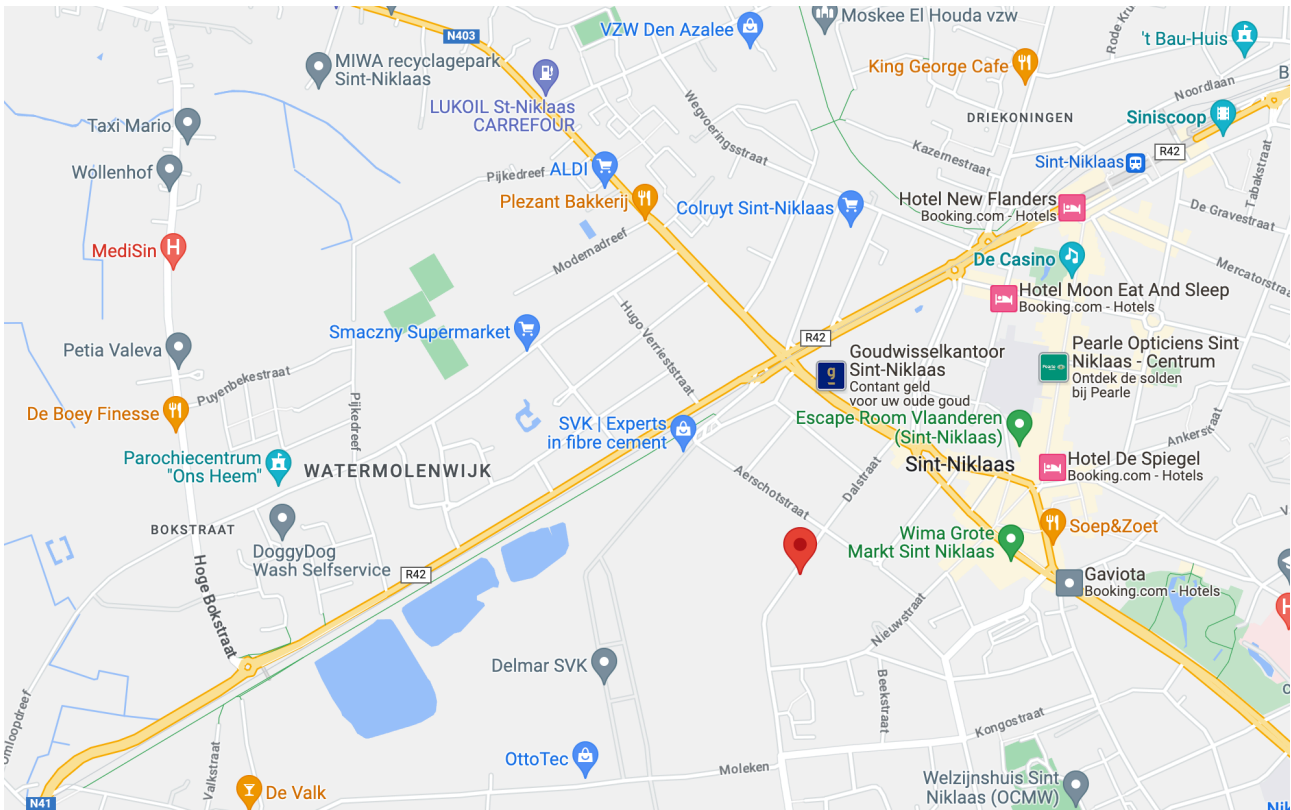 N403
VZW Den Azalee
Moskee El Houda vzw
Rode Kru
't Bau-Huis
MIWA recyclagepark
Sint-Niklaas
King George Cafe
LUKOIL St-Niklaas
CARREFOUR
Wegvoeringsstraat
DRIEKONINGEN
Noordlaan
B
Siniscoop
Taxi Mario
Wollenhof
Pijkedreef
ALDI
Kazernestraat
Sint-Niklaas
R42
Tabakstraat
Plezant Bakkerij
Colruyt Sint-Niklaas
Hotel New Flanders
Booking.com - Hotels
De Gravestraat
MediSin
H
Modernadreef
De Casino
Mercatorstraa
Hotel Moon Eat And Sleep
Booking.com - Hotels
Smaczny Supermarket
Hugo Verrieststraat
R42
Petia Valeva
Goudwisselkantoor
Sint-Niklaas
Contant geld
voor uw oude goud
g
Pearle Opticiens Sint
Niklaas - Centrum
Ontdek de solden
bij Pearle
Puyenbekestraat
De Boey Finesse
Pijkedreef
SVK | Experts
in fibre cement
Escape Room Vlaanderen
(Sint-Niklaas)
Ankerstraat
Parochiecentrum
"Ons Heem"
WATERMOLENWIJK
Aerschotstraat
Dalstraat
Sint-Niklaas
Hotel De Spiegel
Booking.com - Hotels
BOKSTRAAT
DoggyDog
Wash Selfservice
R42
Wima Grote
Markt Sint Niklaas
Soep&Zoet
V
Hoge Bokstraat
Gaviota
Booking.com - Hotels
H
Nieuwstraat
Delmar SVK
Beekstraat
Omloopdreef
Kongostraat
Valkstraat
OttoTec
Moleken
De Valk
Welzijnshuis Sint
Niklaas (OCMW)
N41
Nik